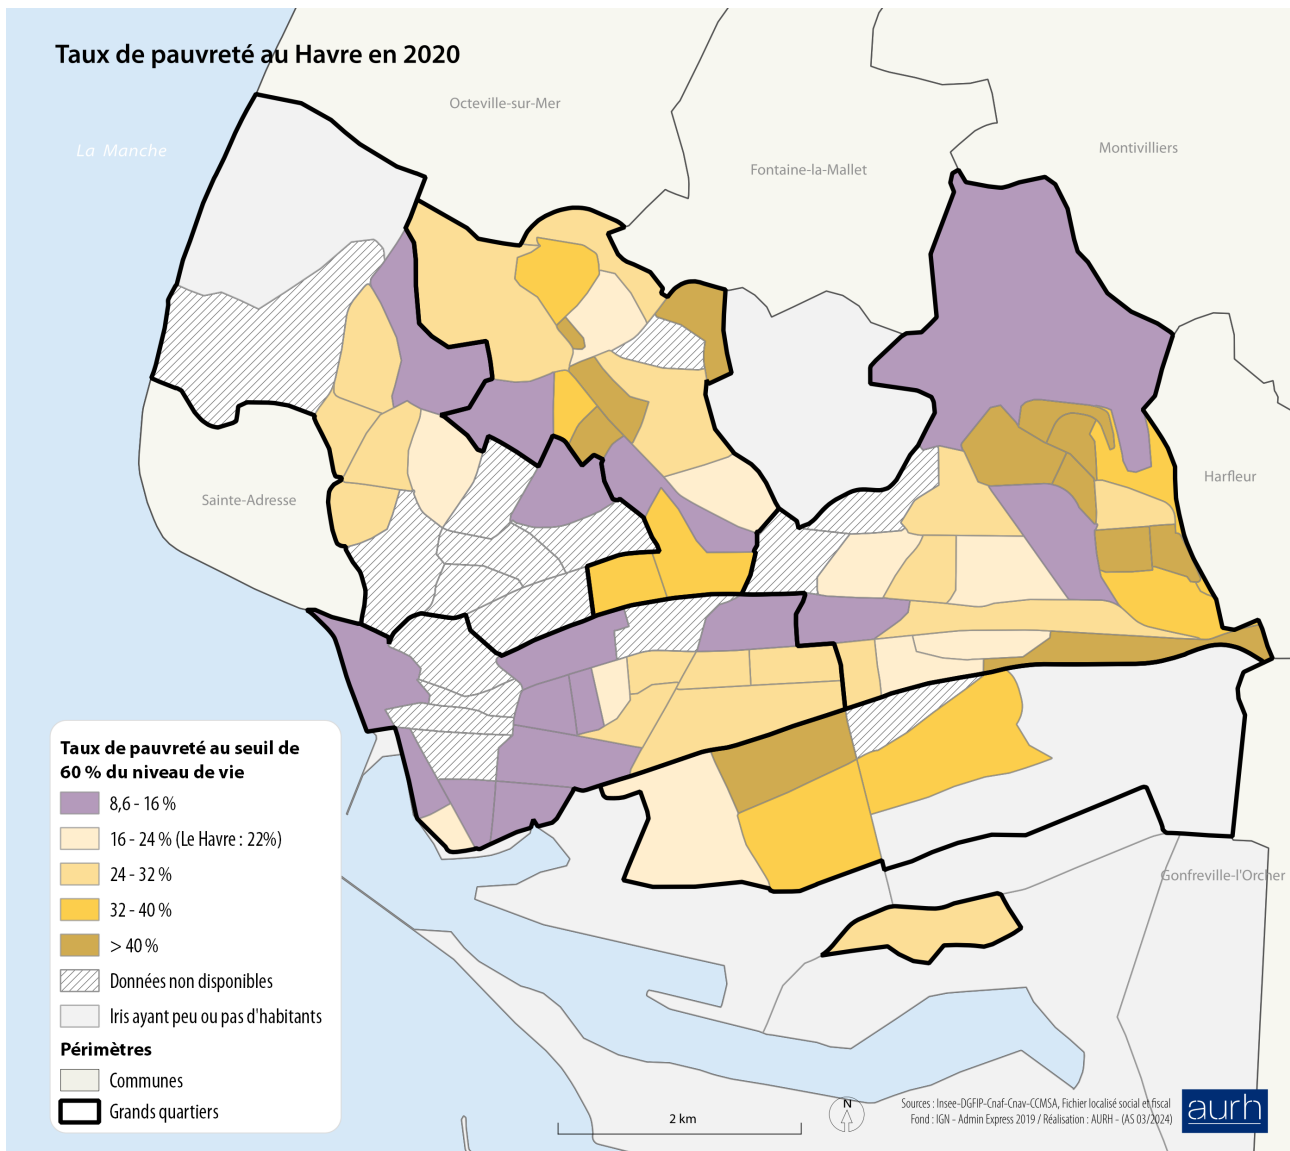 Taux de pauvreté au Havre en 2020
Octeville-sur-Mer
La Manche
Montivilliers
Fontaine-la-Mallet
Harfleur
Sainte-Adresse
Gonfreville-l'Orcher
Taux de pauvreté au seuil de
60 % du niveau de vie
8,6 - 16 %
16 - 24 % (Le Havre : 22%)
24 - 32 %
32 - 40 %
> 40 %
Données non disponibles
Iris ayant peu ou pas d'habitants
Périmètres
Communes
Grands quartiers
2 km
N
Sources : Insee-DGFIP-Cnaf-Cnav-CCMSA, Fichier localisé social et fiscal
Fond : IGN - Admin Express 2019 / Réalisation : AURH - (AS 03/2024)
aurh